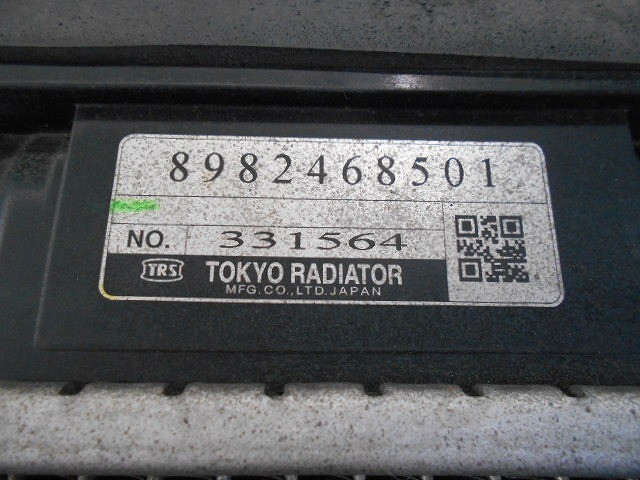 8982468501
NO. 331564
TRS TOKYO RADIATOR
MFG.CO.,LTD.JAPAN